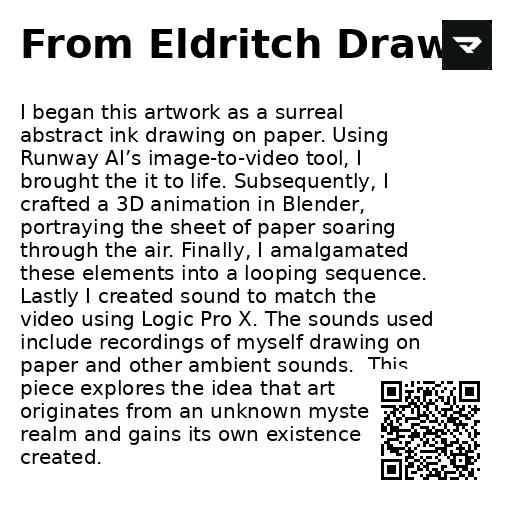 From Eldritch Draw
I began this artwork as a surreal
abstract ink drawing on paper. Using
Runway AI’s image-to-video tool, I
brought the it to life. Subsequently, I
crafted a 3D animation in Blender,
portraying the sheet of paper soaring
through the air. Finally, I amalgamated
these elements into a looping sequence.
Lastly I created sound to match the
video using Logic Pro X. The sounds used
include recordings of myself drawing on
paper and other ambient sounds.  This
piece explores the idea that art
originates from an unknown myste
realm and gains its own existence
created.